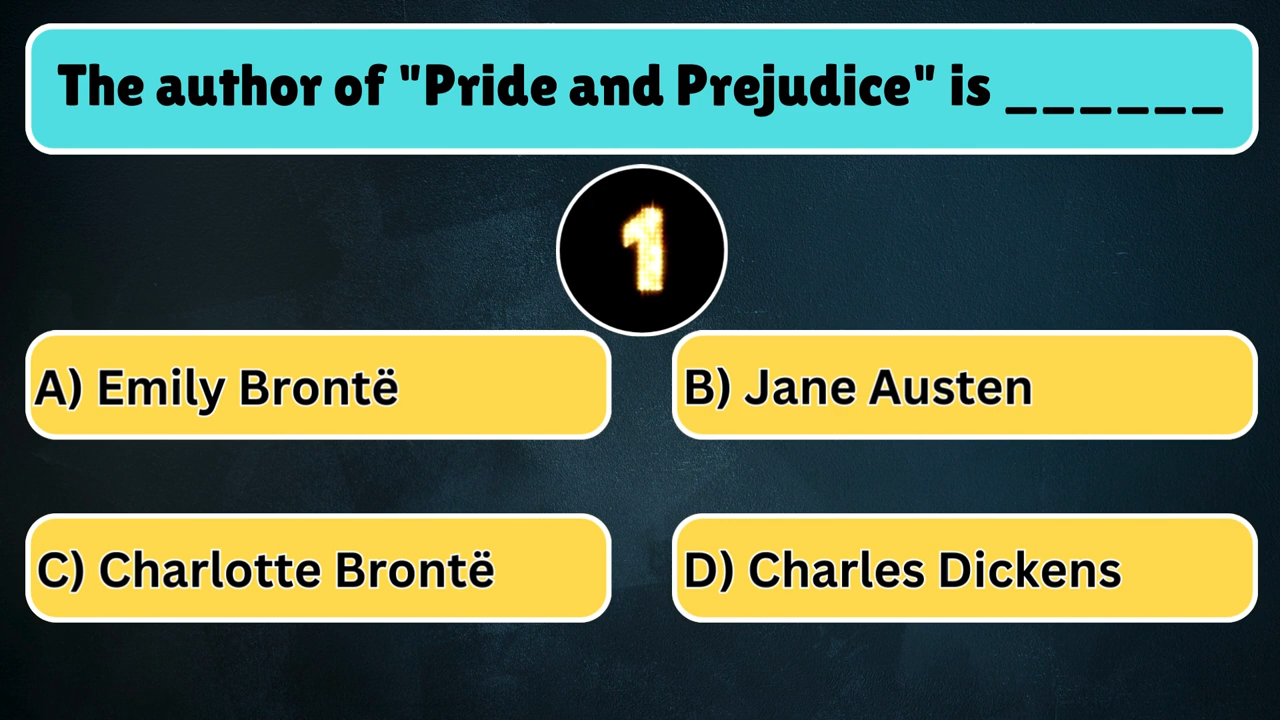 The author of "Pride and Prejudice" is ______
1
A) Emily Brontë
B) Jane Austen
C) Charlotte Brontë
D) Charles Dickens